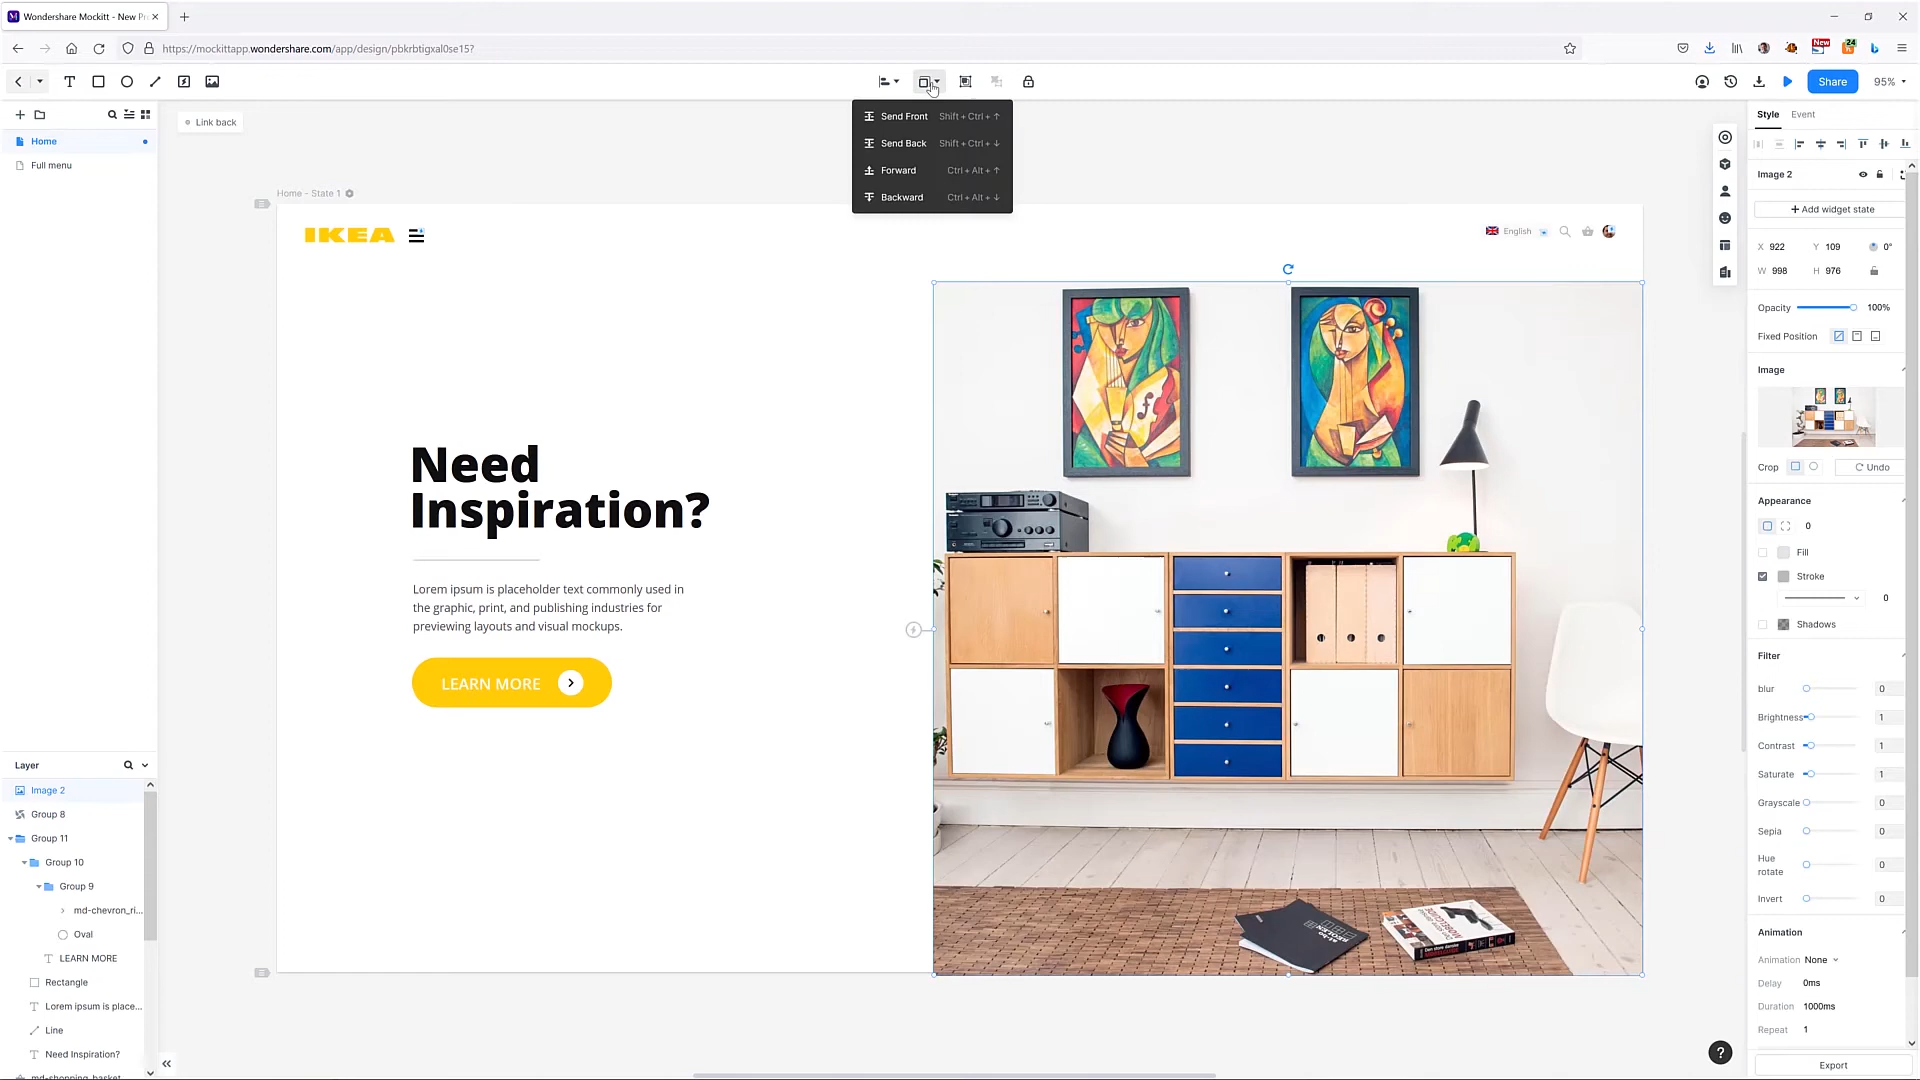 Wondershare Mockitt - New Pr
https://mockittapp.wondershare.com/app/design/pbkrbtigxal0se15?
New
24
Share
95%
Link back
Home
Full menu
Send Front Shift + Ctrl + ↑
Send Back Shift + Ctrl + ↓
Forward Ctrl + Alt + ↑
Backward Ctrl + Alt + ↓
Home - State 1
IKEA
English
Need
Inspiration?
Lorem ipsum is placeholder text commonly used in
the graphic, print, and publishing industries for
previewing layouts and visual mockups.
LEARN MORE
Layer
Image 2
Group 8
Group 11
Group 10
Group 9
md-chevron_ri...
Oval
LEARN MORE
Rectangle
Lorem ipsum is place...
Line
Need Inspiration?
md-shopping_basket
Style Event
Image 2
+ Add widget state
X 922 Y 109 0°
W 998 H 976
Opacity 100%
Fixed Position
Image
Crop Undo
Appearance
0
Fill
Stroke
0
Shadows
Filter
blur 0
Brightness 1
Contrast 1
Saturate 1
Grayscale 0
Sepia 0
Hue
rotate 0
Invert 0
Animation
Animation None
Delay 0ms
Duration 1000ms
Repeat 1
Export
?